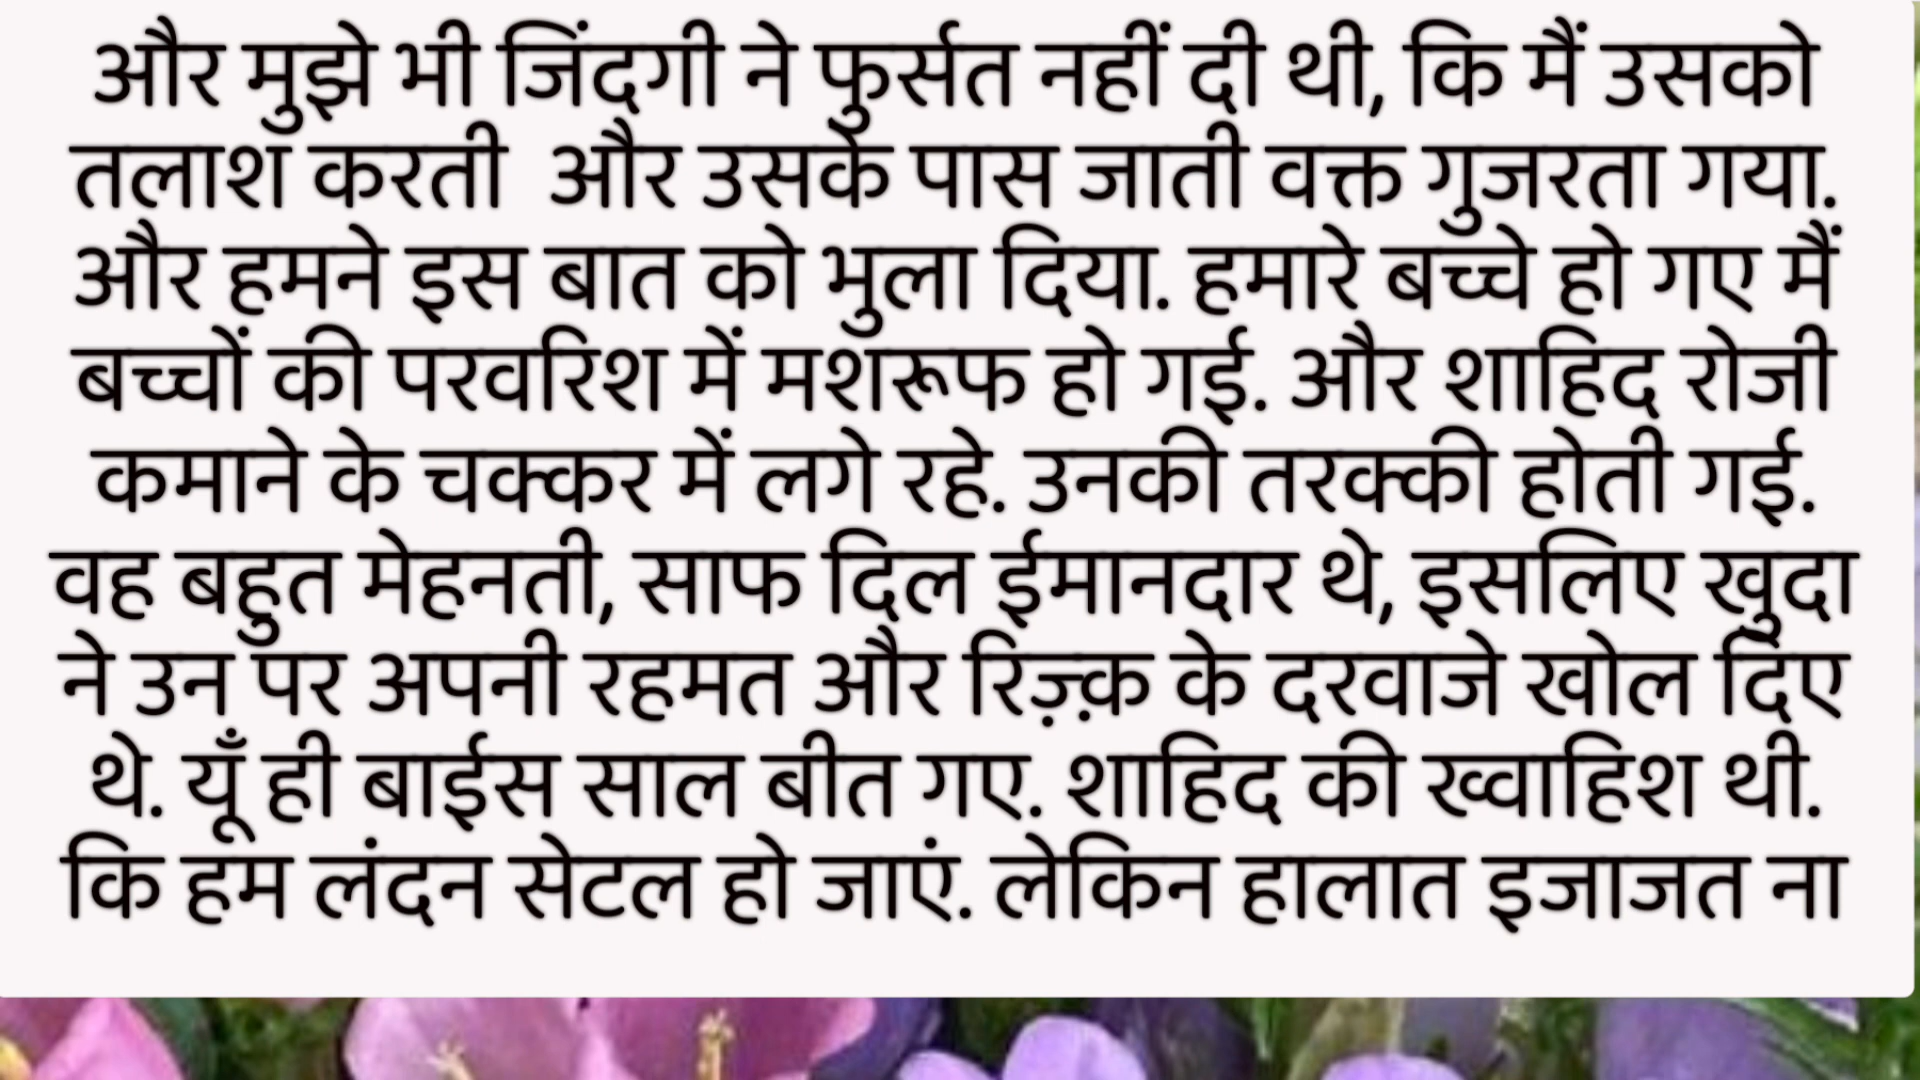 और मुझे भी जिंदगी ने फुर्सत नहीं दी थी, कि मैं उसको
तलाश करती  और उसके पास जाती वक्त गुजरता गया.
और हमने इस बात को भुला दिया. हमारे बच्चे हो गए मैं
बच्चों की परवरिश में मशरूफ हो गई. और शाहिद रोजी
कमाने के चक्कर में लगे रहे. उनकी तरक्की होती गई.
वह बहुत मेहनती, साफ दिल ईमानदार थे, इसलिए खुदा
ने उन पर अपनी रहमत और रिज़्क़ के दरवाजे खोल दिए
थे. यूँ ही बाईस साल बीत गए. शाहिद की ख्वाहिश थी.
कि हम लंदन सेटल हो जाएं. लेकिन हालात इजाजत ना